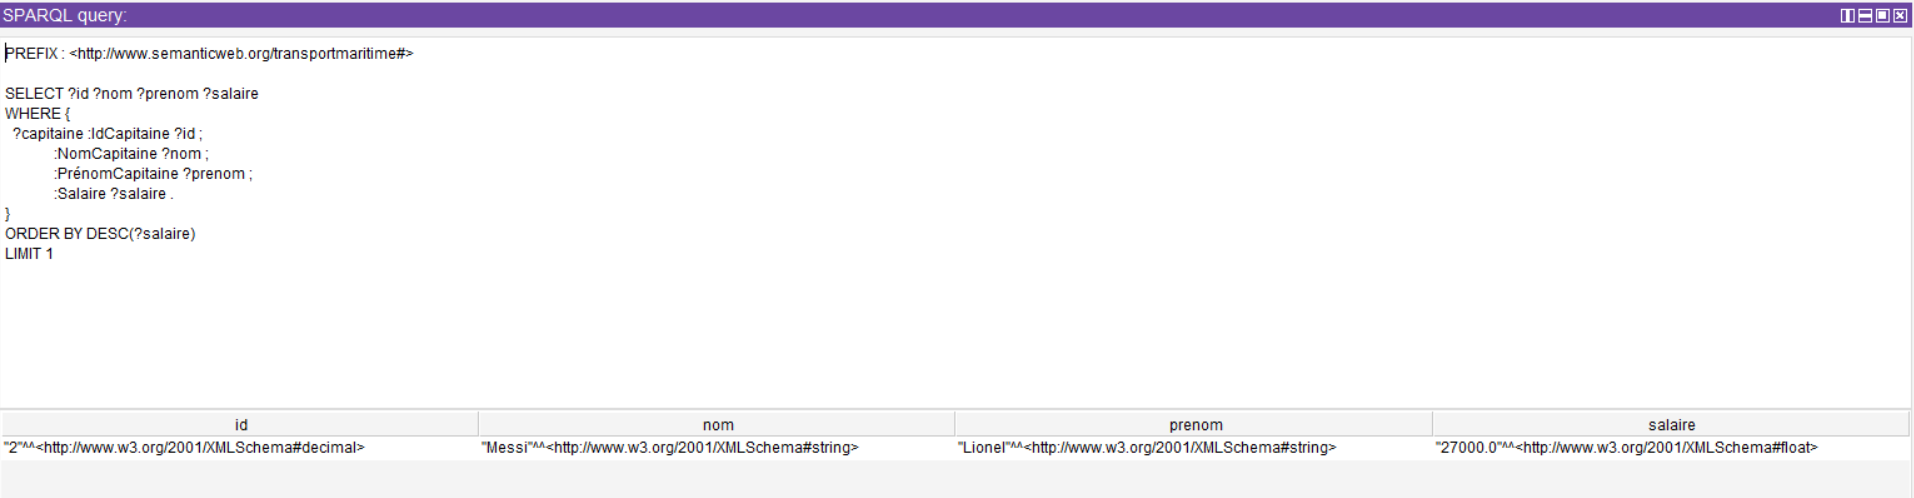 SPARQL query:
PREFIX : <http://www.semanticweb.org/transportmaritime#>
SELECT ?id ?nom ?prenom ?salaire
WHERE {
?capitaine :IdCapitaine ?id ;
:NomCapitaine ?nom ;
:PrénomCapitaine ?prenom ;
:Salaire ?salaire .
}
ORDER BY DESC(?salaire)
LIMIT 1
id nom prenom salaire
"2"^^<http://www.w3.org/2001/XMLSchema#decimal> "Messi"^^<http://www.w3.org/2001/XMLSchema#string> "Lionel"^^<http://www.w3.org/2001/XMLSchema#string> "27000.0"^^<http://www.w3.org/2001/XMLSchema#float>